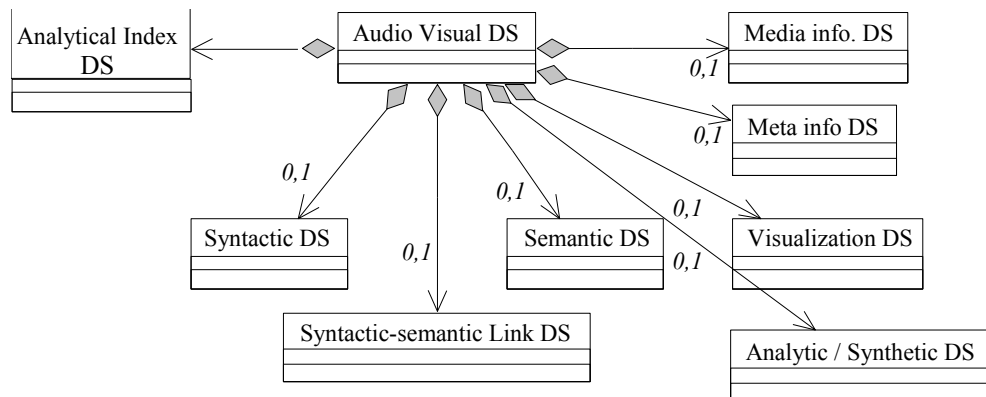 Analytical Index
DS
Audio Visual DS
Media info. DS
0,1
Meta info DS
0,1
0,1
0,1
0,1
0,1
0,1
Syntactic DS
Semantic DS
Visualization DS
Syntactic-semantic Link DS
Analytic / Synthetic DS